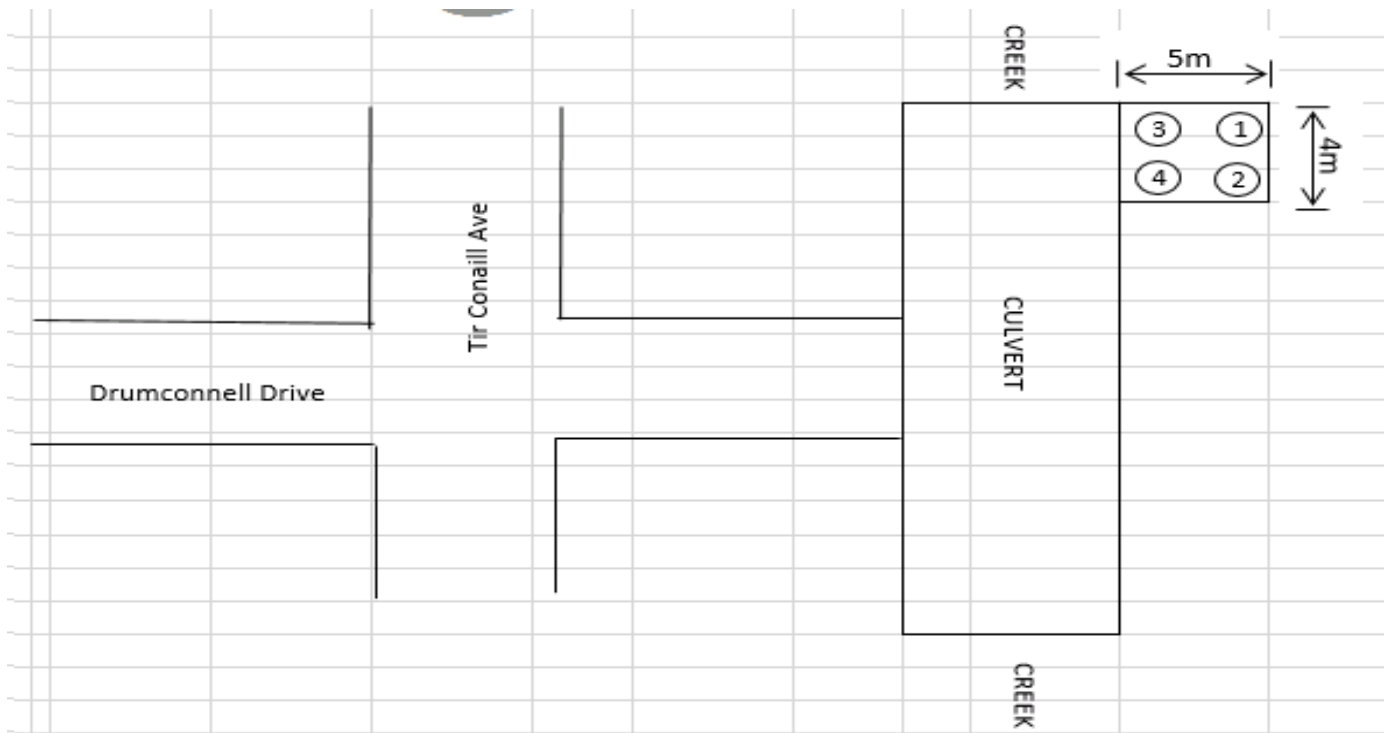 CREEK
5m
3
1
4m
4
2
Tir Conaill Ave
CULVERT
Drumconnell Drive
CREEK